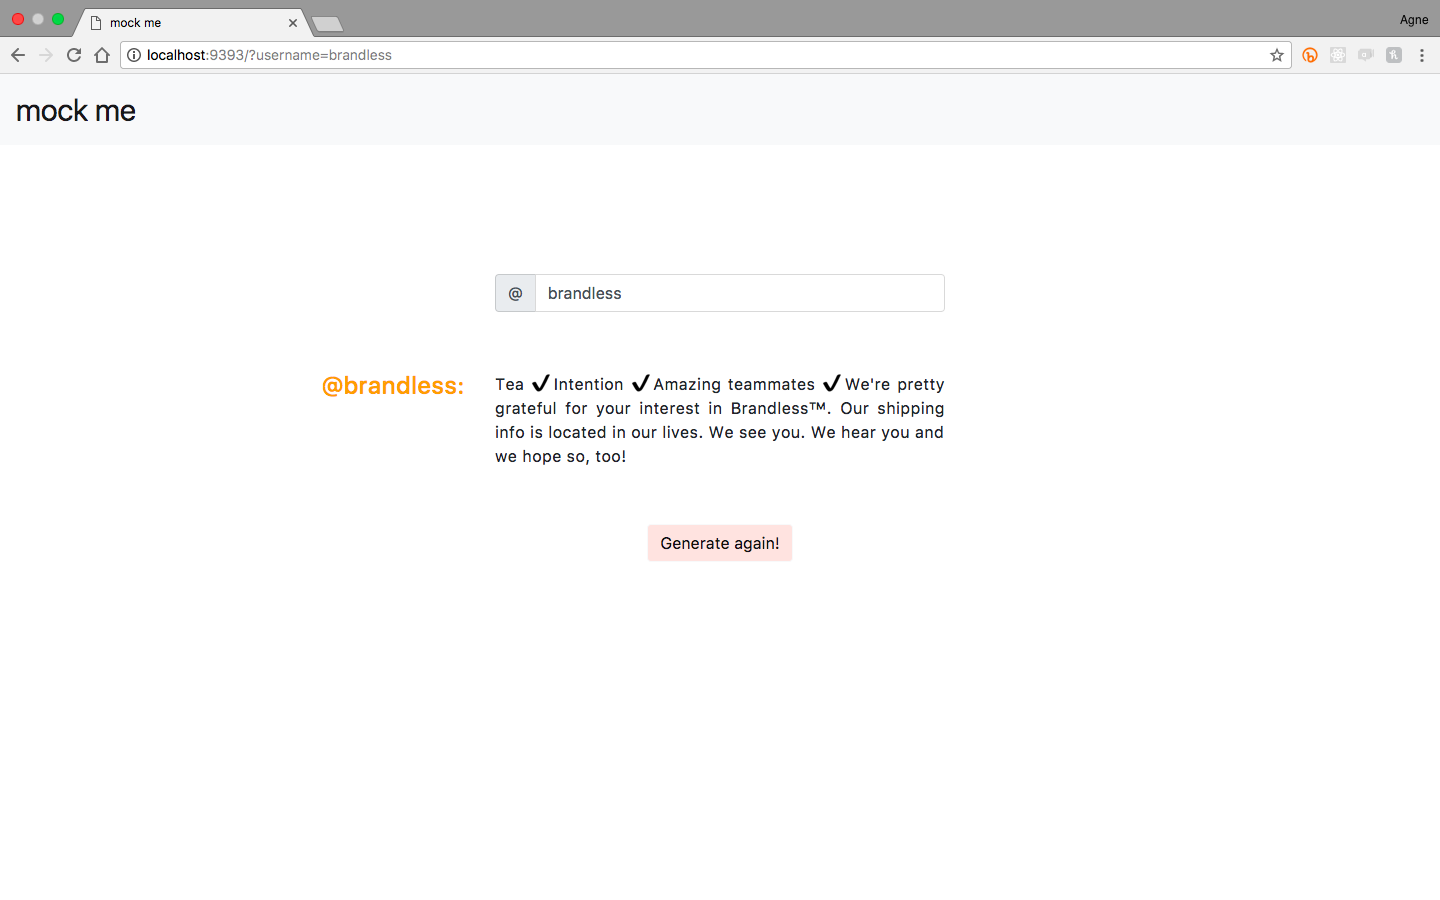 mock me
Agne
localhost:9393/?username=brandless
mock me
@ brandless
@brandless:
Tea ✔Intention ✔Amazing teammates ✔We're pretty
grateful for your interest in Brandless™. Our shipping
info is located in our lives. We see you. We hear you and
we hope so, too!
Generate again!